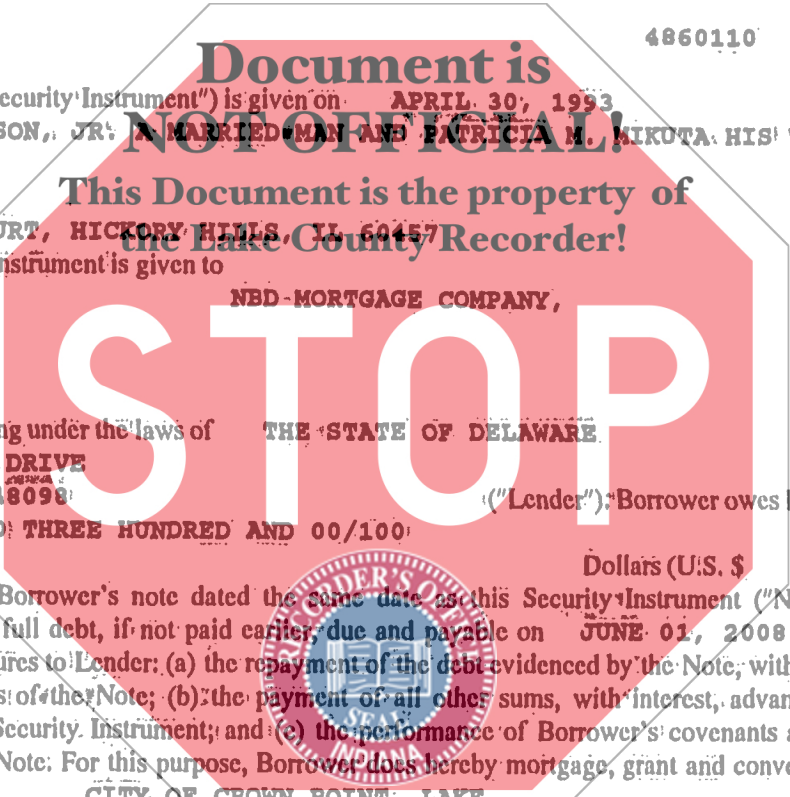 4860110
Document is
ecurity Instrument") is given on APRIL 30, 1993
NOT OFFICIAL!
SON, JR. A MARRIED MAN AND PATRICIA M. MIKUTA HIS
This Document is the property of
URT, HICKORY HILLS, IL 60457
the Lake County Recorder!
nstrument is given to
NBD MORTGAGE COMPANY,
STOP
ng under the laws of THE STATE OF DELAWARE
DRIVE
8098
("Lender"). Borrower owes
THREE HUNDRED AND 00/100
Dollars (U.S. $
RECORDER'S OFFICE
SEAL
INDIANA
Borrower's note dated the same date as this Security Instrument ("N
full debt, if not paid earlier, due and payable on JUNE 01, 2008
ures to Lender: (a) the repayment of the debt evidenced by the Note, with
s of the Note; (b) the payment of all other sums, with interest, advan
Security Instrument; and (c) the performance of Borrower's covenants a
Note. For this purpose, Borrower does hereby mortgage, grant and conve
CITY OF CROWN POINT, LAKE